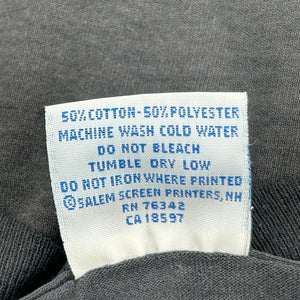 50% COTTON-50% POLYESTER
MACHINE WASH COLD WATER
DO NOT BLEACH
TUMBLE DRY LOW
DO NOT IRON WHERE PRINTED
©SALEM SCREEN PRINTERS, NH
RN 76342
CA 18597